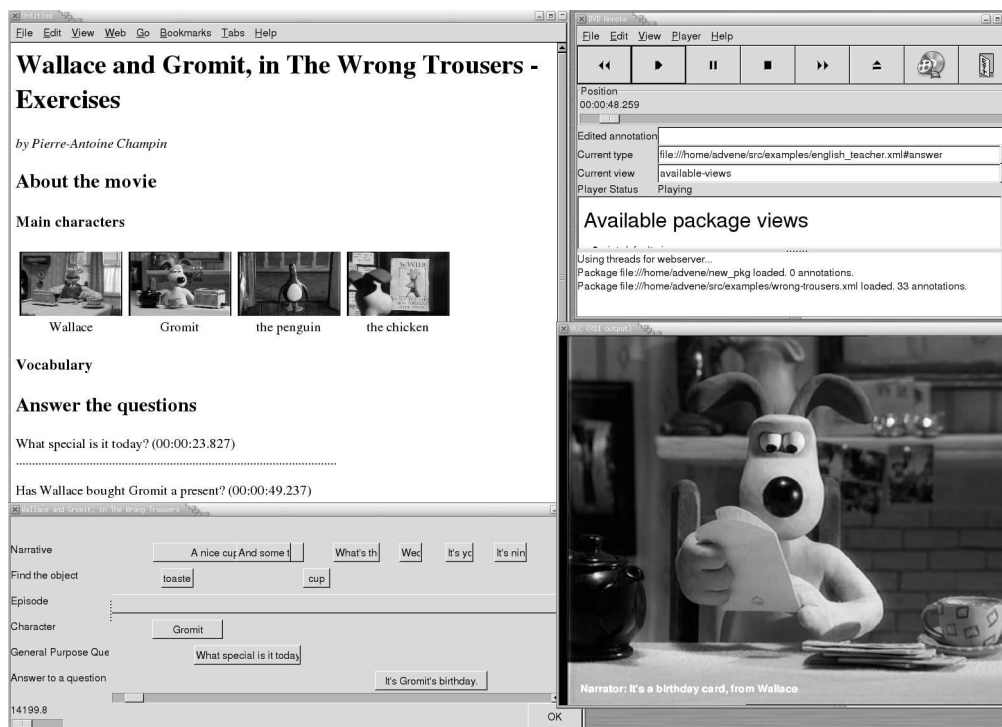 Untitled
File Edit View Web Go Bookmarks Tabs Help
Wallace and Gromit, in The Wrong Trousers -
Exercises
by Pierre-Antoine Champin
About the movie
Main characters
WANTED
Wallace Gromit the penguin the chicken
Vocabulary
Answer the questions
What special is it today? (00:00:23.827)
Has Wallace bought Gromit a present? (00:00:49.237)
DVD Annote
File Edit View Player Help
Position
00:00:48.259
Edited annotation
Current type file:///home/advene/src/examples/english_teacher.xml#answer
Current view available-views
Player Status Playing
Available package views
Using threads for webserver...
Package file:///home/advene/new_pkg loaded. 0 annotations.
Package file:///home/advene/src/examples/wrong-trousers.xml loaded. 33 annotations.
VLC (X11 output)
Narrator: It's a birthday card, from Wallace
Wallace and Gromit, in The Wrong Trousers
Narrative A nice cup And some t What's th Wed It's yo It's nin
Find the object toaste cup
Episode
Character Gromit
General Purpose Que What special is it today
Answer to a question It's Gromit's birthday.
14199.8
OK